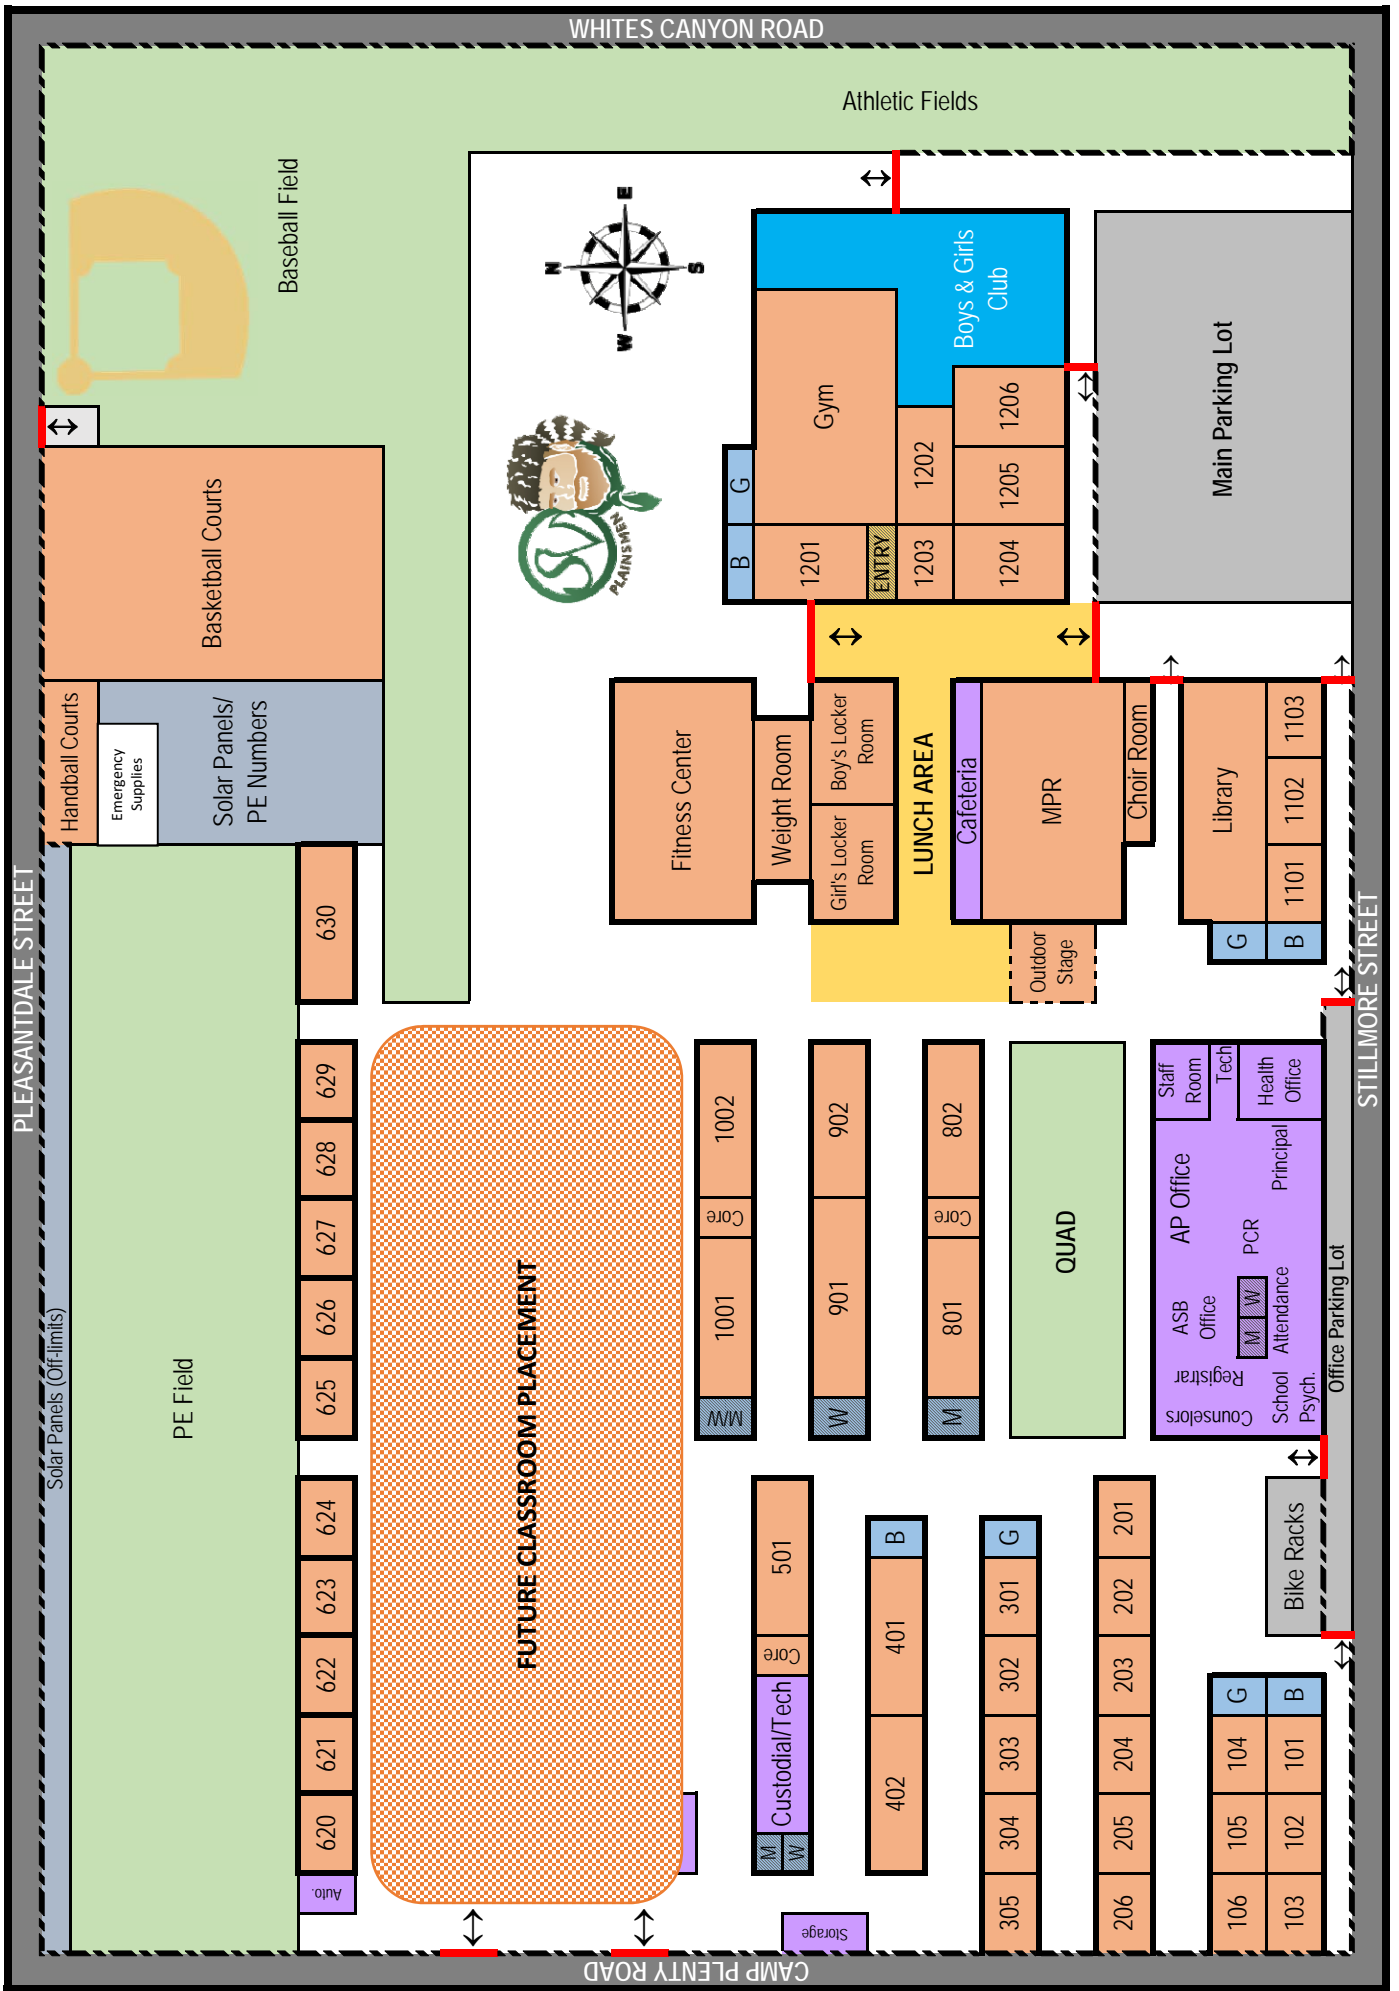 WHITES CANYON ROAD
Athletic Fields
Baseball Field
E
N
S
W
Boys & Girls
Club
Gym
Main Parking Lot
1206
1202
1205
G
B
1201
ENTRY
1203
1204
PLAINSMEN
SV
Basketball Courts
Handball Courts
Emergency
Supplies
Solar Panels/
PE Numbers
Fitness Center
Weight Room
Boy's Locker
Room
Girl's Locker
Room
LUNCH AREA
Cafeteria
MPR
Choir Room
Library
1103
1102
1101
G
B
Outdoor
Stage
PLEASANTDALE STREET
STILLMORE STREET
630
629
628
627
626
625
624
623
622
621
620
Auto.
Solar Panels (Off-limits)
PE Field
FUTURE CLASSROOM PLACEMENT
1002
Core
1001
M/W
902
901
W
802
Core
801
M
QUAD
Staff
Room
Tech
Health
Office
AP Office
Principal
PCR
ASB
Office
M
W
Attendance
Registrar
Counselors
School
Psych.
Office Parking Lot
Bike Racks
501
Core
Custodial/Tech
M
W
B
401
402
G
301
302
303
304
305
201
202
203
204
205
206
G
B
104
101
105
102
106
103
Storage
CAMP PLENTY ROAD